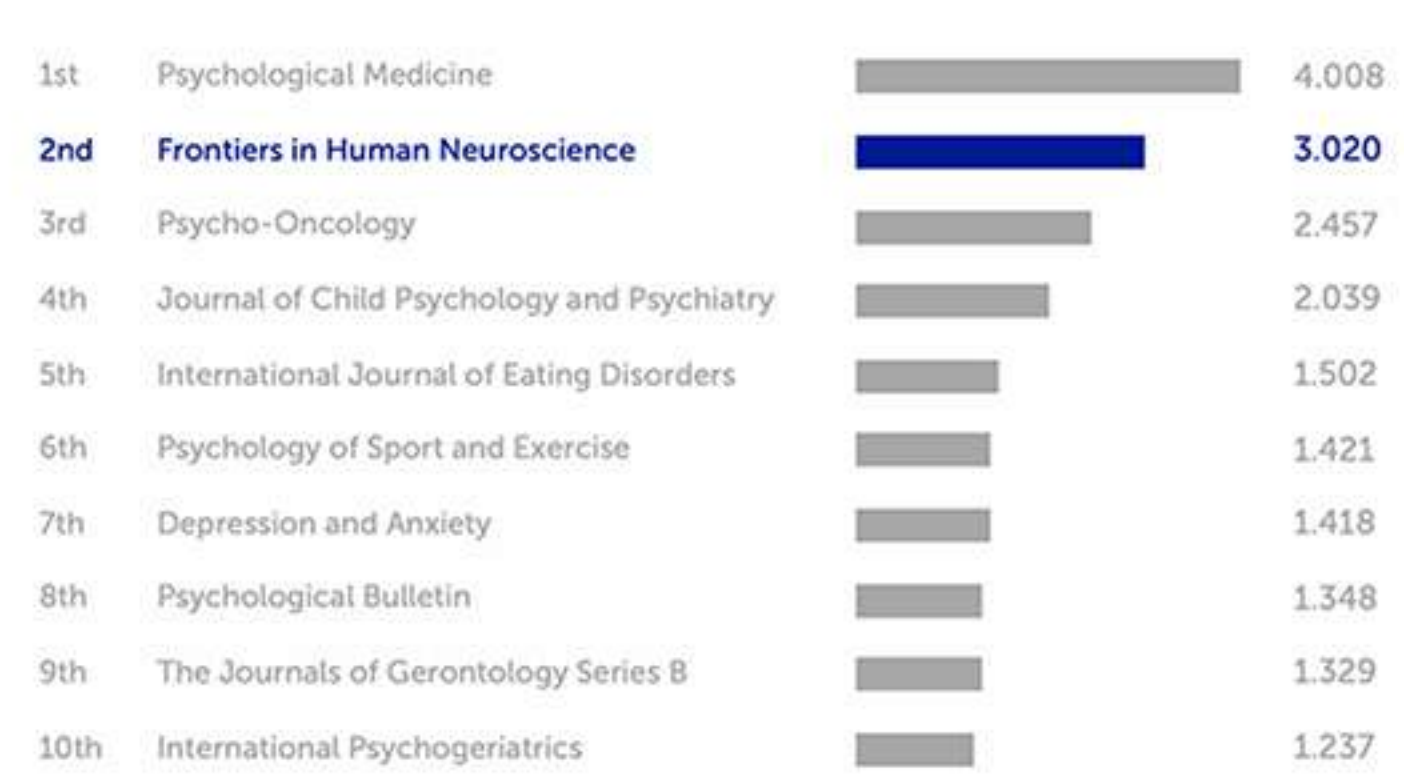 1st Psychological Medicine 4.008
2nd Frontiers in Human Neuroscience 3.020
3rd Psycho-Oncology 2.457
4th Journal of Child Psychology and Psychiatry 2.039
5th International Journal of Eating Disorders 1.502
6th Psychology of Sport and Exercise 1.421
7th Depression and Anxiety 1.418
8th Psychological Bulletin 1.348
9th The Journals of Gerontology Series B 1.329
10th International Psychogeriatrics 1.237